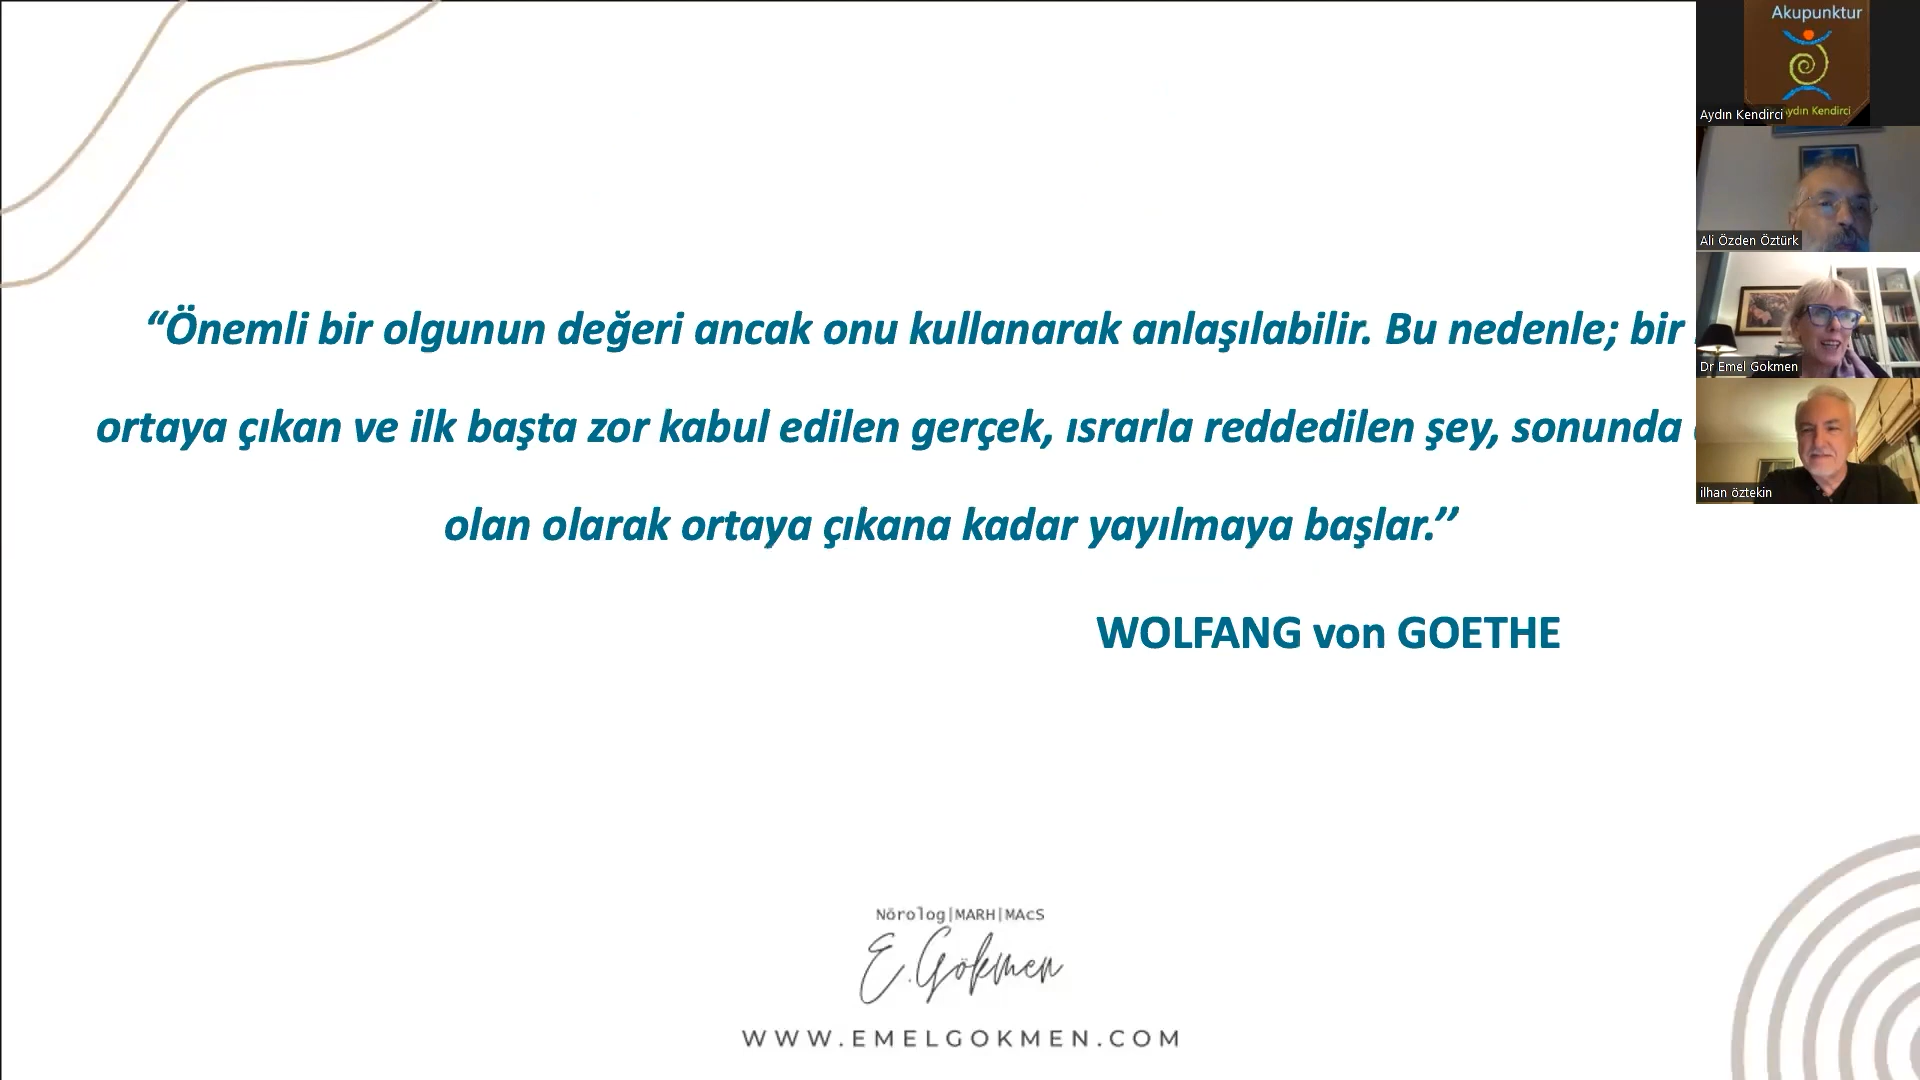 “Önemli bir olgunun değeri ancak onu kullanarak anlaşılabilir. Bu nedenle; bir
ortaya çıkan ve ilk başta zor kabul edilen gerçek, ısrarla reddedilen şey, sonunda
olan olarak ortaya çıkana kadar yayılmaya başlar.’’
WOLFANG von GOETHE
Nörolog|MARH|MAcS
E.Gökmen
WWW.EMELGOKMEN.COM
Akupunktur
Aydın Kendirci
Aydın Kendirci
Ali Özden Öztürk
Dr Emel Gokmen
ilhan öztekin